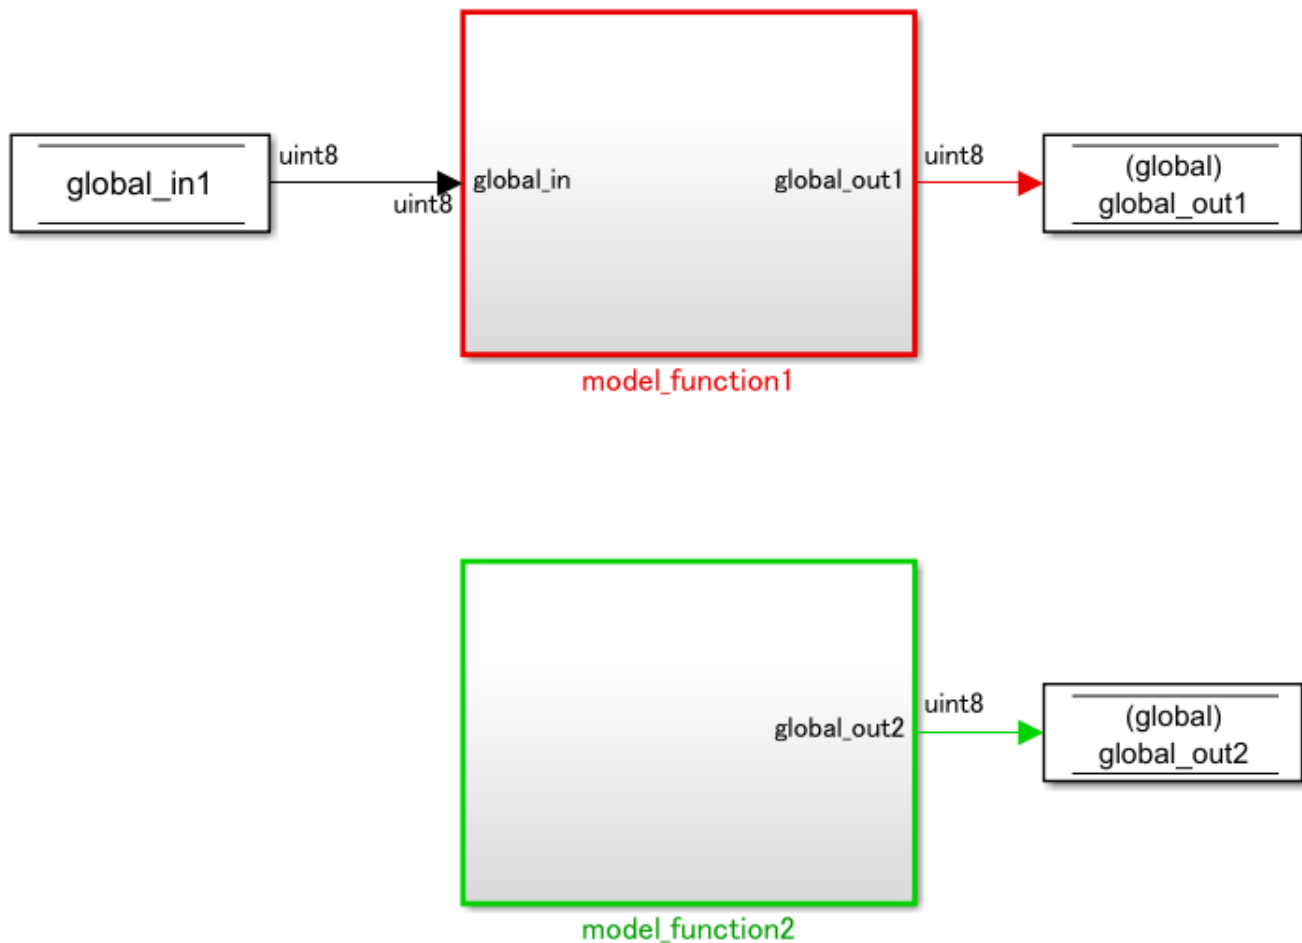 global_in1
uint8
uint8
global_in
global_out1
uint8
(global)
global_out1
model_function1
global_out2
uint8
(global)
global_out2
model_function2